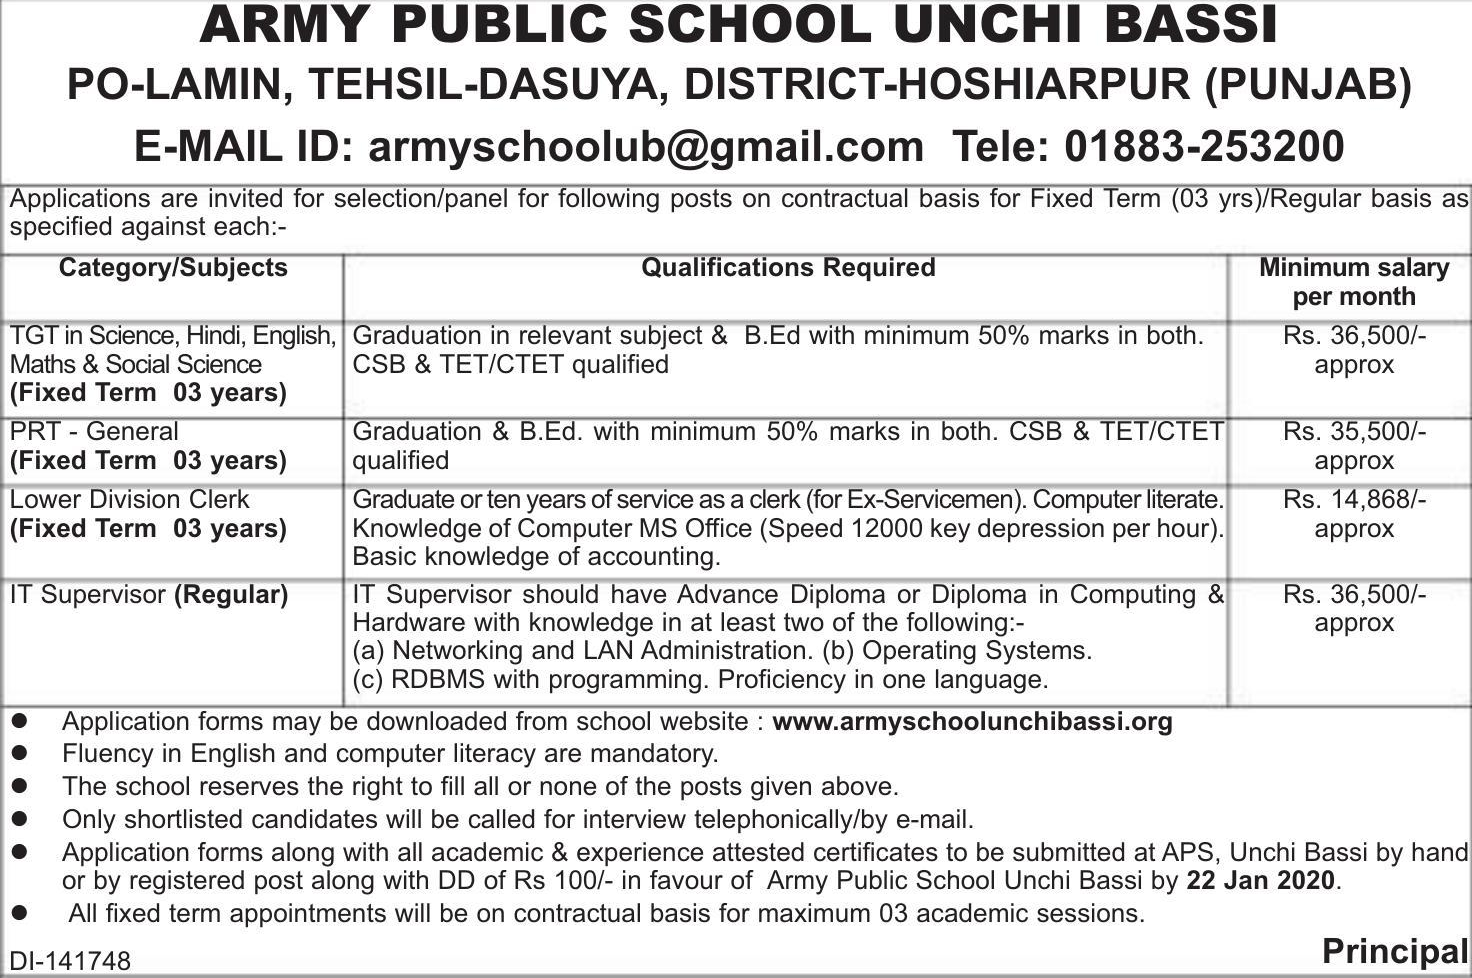 ARMY PUBLIC SCHOOL UNCHI BASSI
PO-LAMIN, TEHSIL-DASUYA, DISTRICT-HOSHIARPUR (PUNJAB)
E-MAIL ID: armyschoolub@gmail.com Tele: 01883-253200
Applications are invited for selection/panel for following posts on contractual basis for Fixed Term (03 yrs)/Regular basis as
specified against each:-
Category/Subjects
Qualifications Required
Minimum salary
per month
TGT in Science, Hindi, English,
Maths & Social Science
(Fixed Term 03 years)
Graduation in relevant subject & B.Ed with minimum 50% marks in both.
CSB & TET/CTET qualified
Rs. 36,500/-
approx
PRT - General
(Fixed Term 03 years)
Graduation & B.Ed. with minimum 50% marks in both. CSB & TET/CTET
qualified
Rs. 35,500/-
approx
Lower Division Clerk
(Fixed Term 03 years)
Graduate or ten years of service as a clerk (for Ex-Servicemen). Computer literate.
Knowledge of Computer MS Office (Speed 12000 key depression per hour).
Basic knowledge of accounting.
Rs. 14,868/-
approx
IT Supervisor (Regular)
IT Supervisor should have Advance Diploma or Diploma in Computing &
Hardware with knowledge in at least two of the following:-
(a) Networking and LAN Administration. (b) Operating Systems.
(c) RDBMS with programming. Proficiency in one language.
Rs. 36,500/-
approx
● Application forms may be downloaded from school website : www.armyschoolunchibassi.org
● Fluency in English and computer literacy are mandatory.
● The school reserves the right to fill all or none of the posts given above.
● Only shortlisted candidates will be called for interview telephonically/by e-mail.
● Application forms along with all academic & experience attested certificates to be submitted at APS, Unchi Bassi by hand
or by registered post along with DD of Rs 100/- in favour of Army Public School Unchi Bassi by 22 Jan 2020.
● All fixed term appointments will be on contractual basis for maximum 03 academic sessions.
DI-141748
Principal